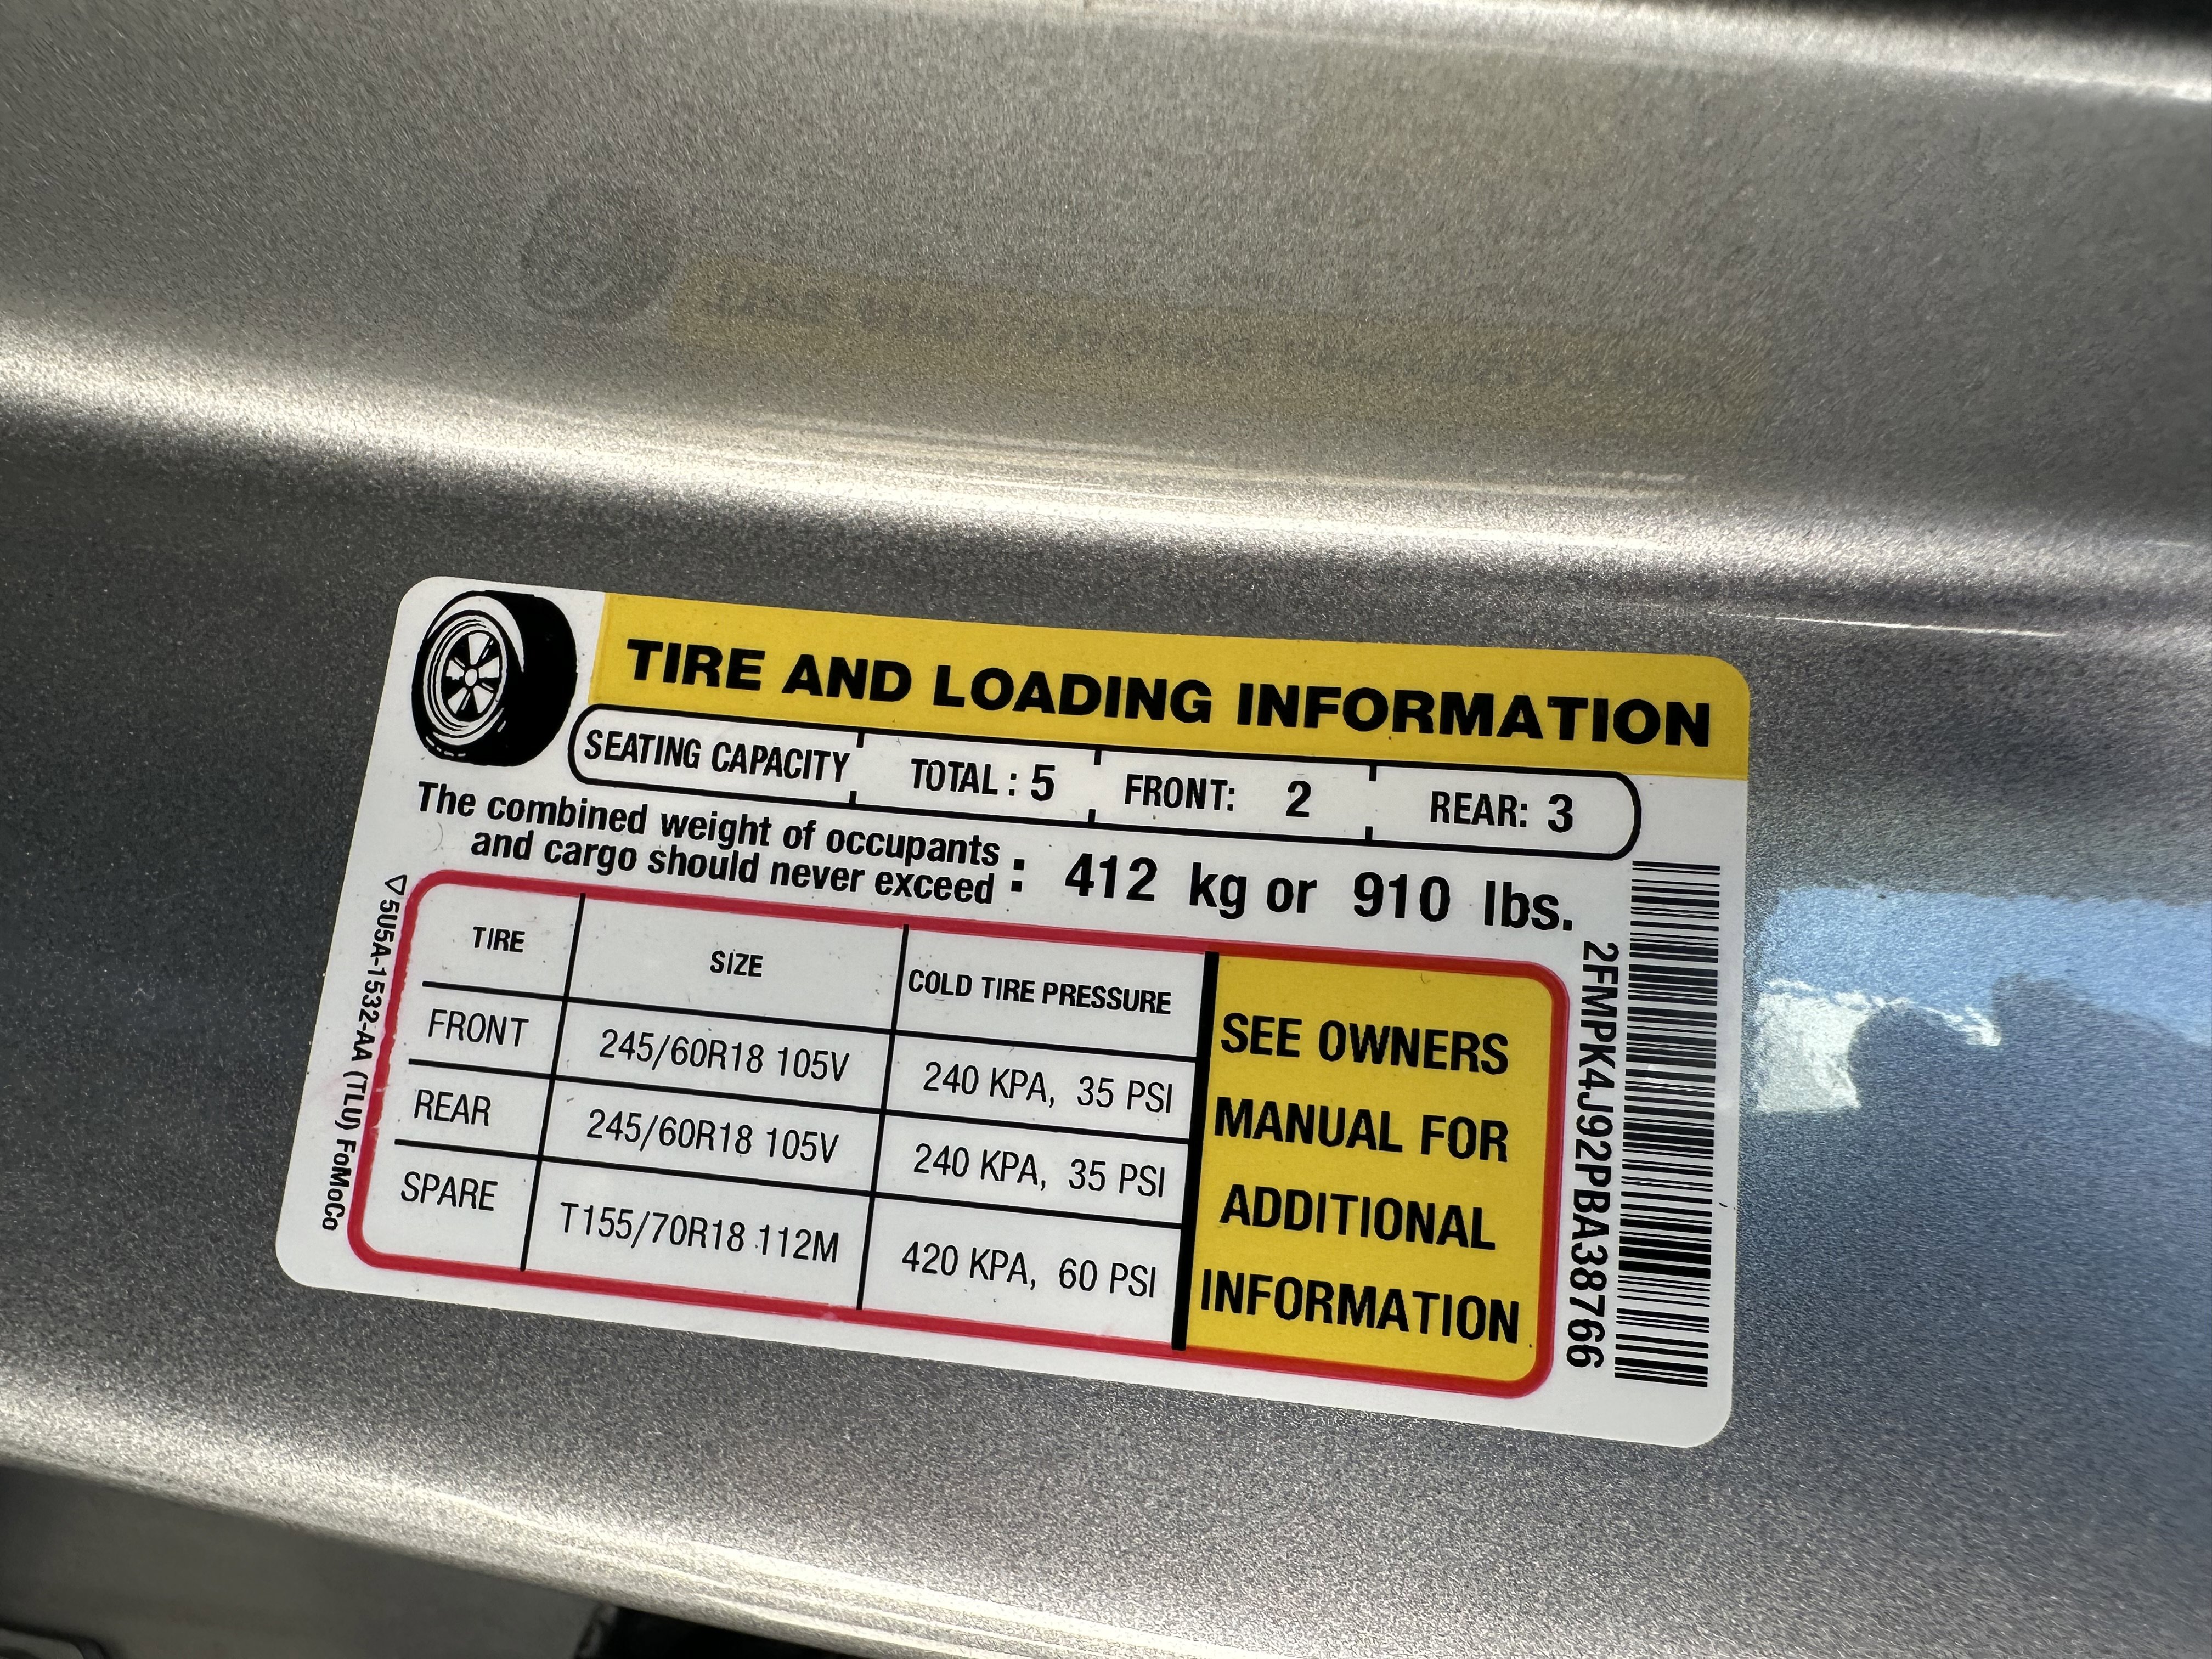 TIRE AND LOADING INFORMATION
SEATING CAPACITY TOTAL : 5 FRONT: 2 REAR: 3
The combined weight of occupants
and cargo should never exceed : 412 kg or 910 lbs.
TIRE SIZE COLD TIRE PRESSURE
FRONT 245/60R18 105V 240 KPA, 35 PSI
REAR 245/60R18 105V 240 KPA, 35 PSI
SPARE T155/70R18 112M 420 KPA, 60 PSI
SEE OWNERS
MANUAL FOR
ADDITIONAL
INFORMATION
5U5A-1532-AA (TLU) FoMoCo
2FMPK4J92PBA38766